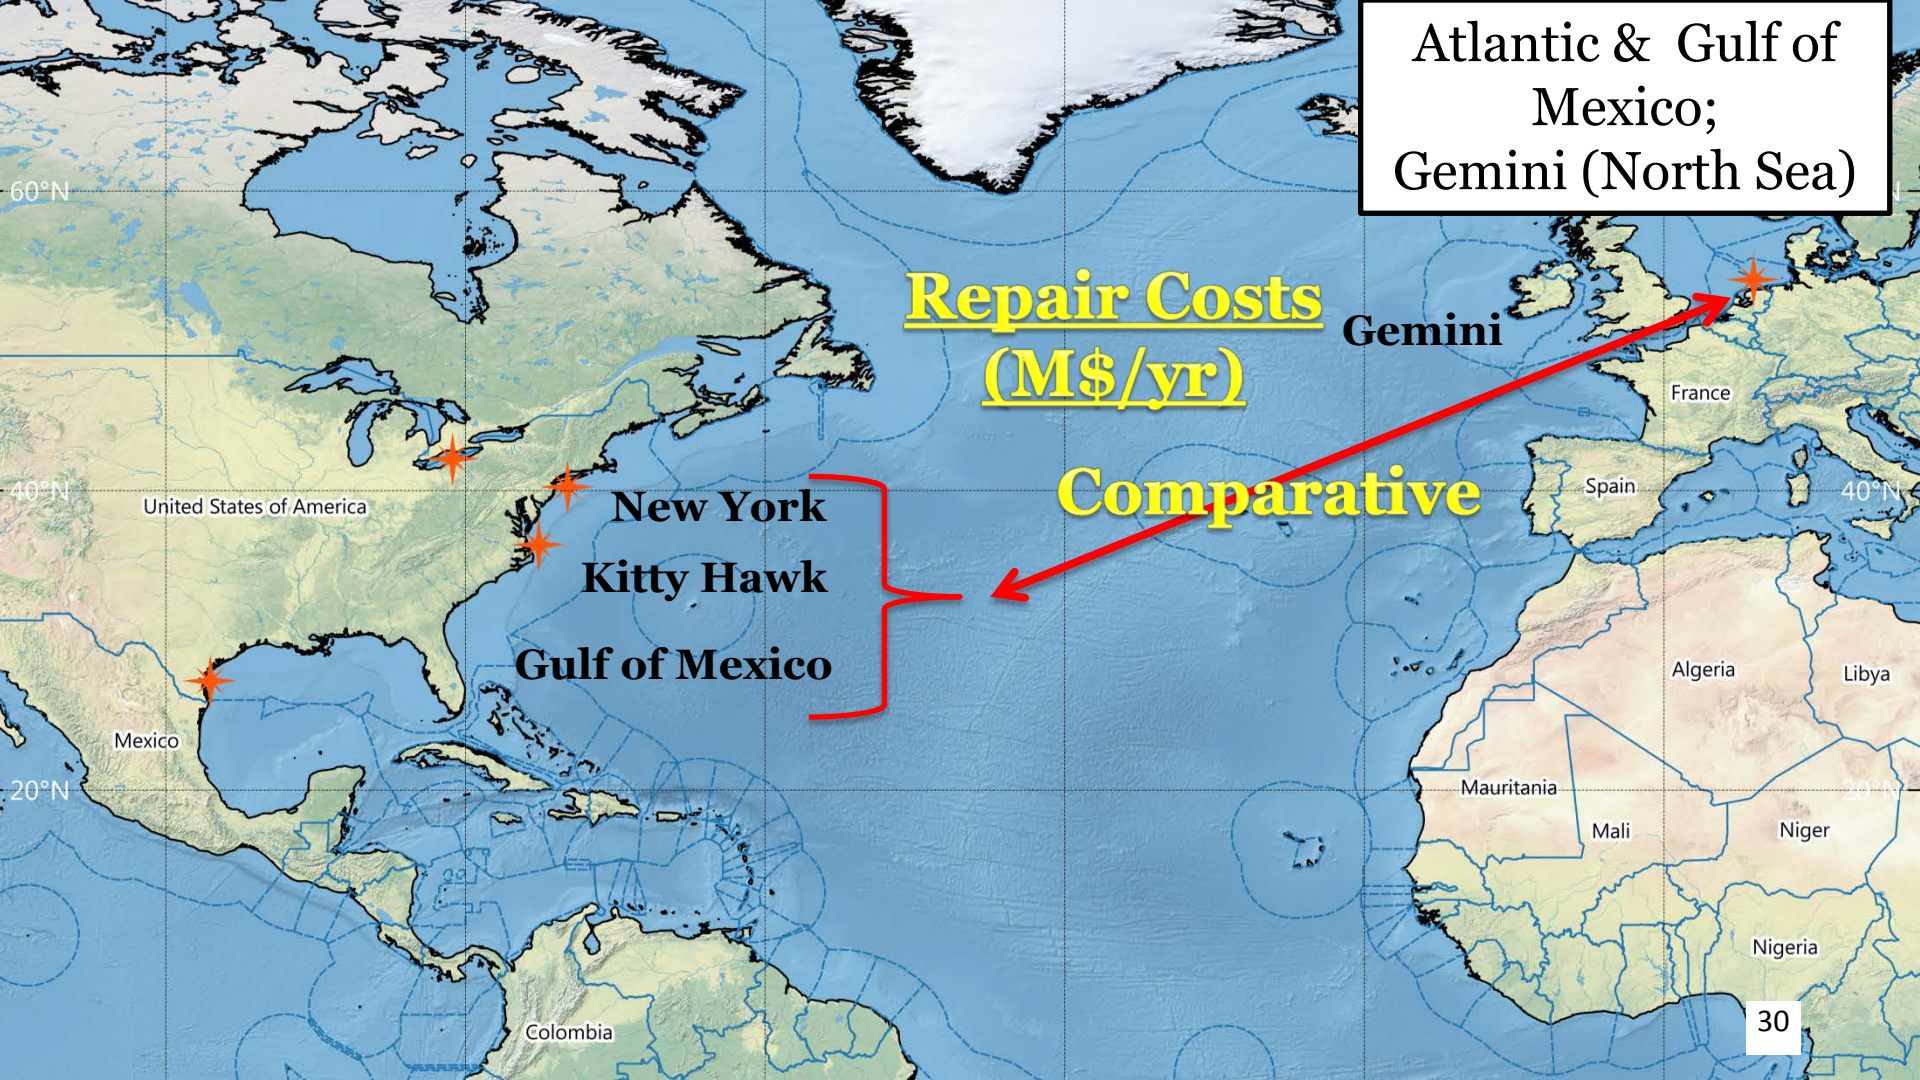 Atlantic & Gulf of
Mexico;
Gemini (North Sea)
60°N
Repair Costs
(M$/yr)
Gemini
France
Comparative
Spain
40°N
40°N
United States of America
New York
Kitty Hawk
Gulf of Mexico
Algeria
Libya
Mexico
20°N
Mauritania
20°N
Mali
Niger
Nigeria
Colombia
30